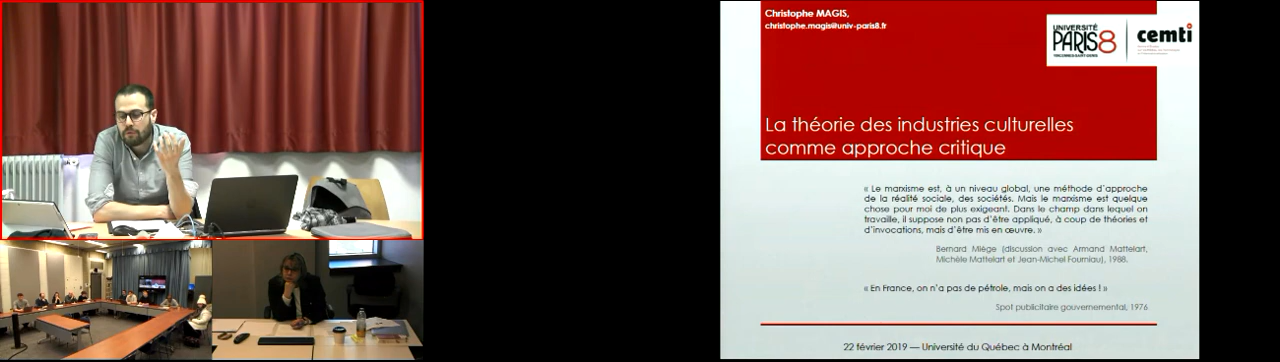 Christophe MAGIS,
christophe.magis@univ-paris8.fr
UNIVERSITÉ
PARIS8
VINCENNES-SAINT-DENIS
cemti
La théorie des industries culturelles
comme approche critique
« Le marxisme est, à un niveau global, une méthode d'approche
de la réalité sociale, des sociétés. Mais le marxisme est quelque
chose pour moi de plus exigeant. Dans le champ dans lequel on
travaille, il suppose non pas d'être appliqué, à coup de théories et
d'invocations, mais d'être mis en œuvre. »
Bernard Miège (discussion avec Armand Mattelart,
Michèle Mattelart et Jean-Michel Fourniau), 1988.
« En France, on n'a pas de pétrole, mais on a des idées ! »
Spot publicitaire gouvernemental, 1976
22 février 2019 — Université du Québec à Montréal